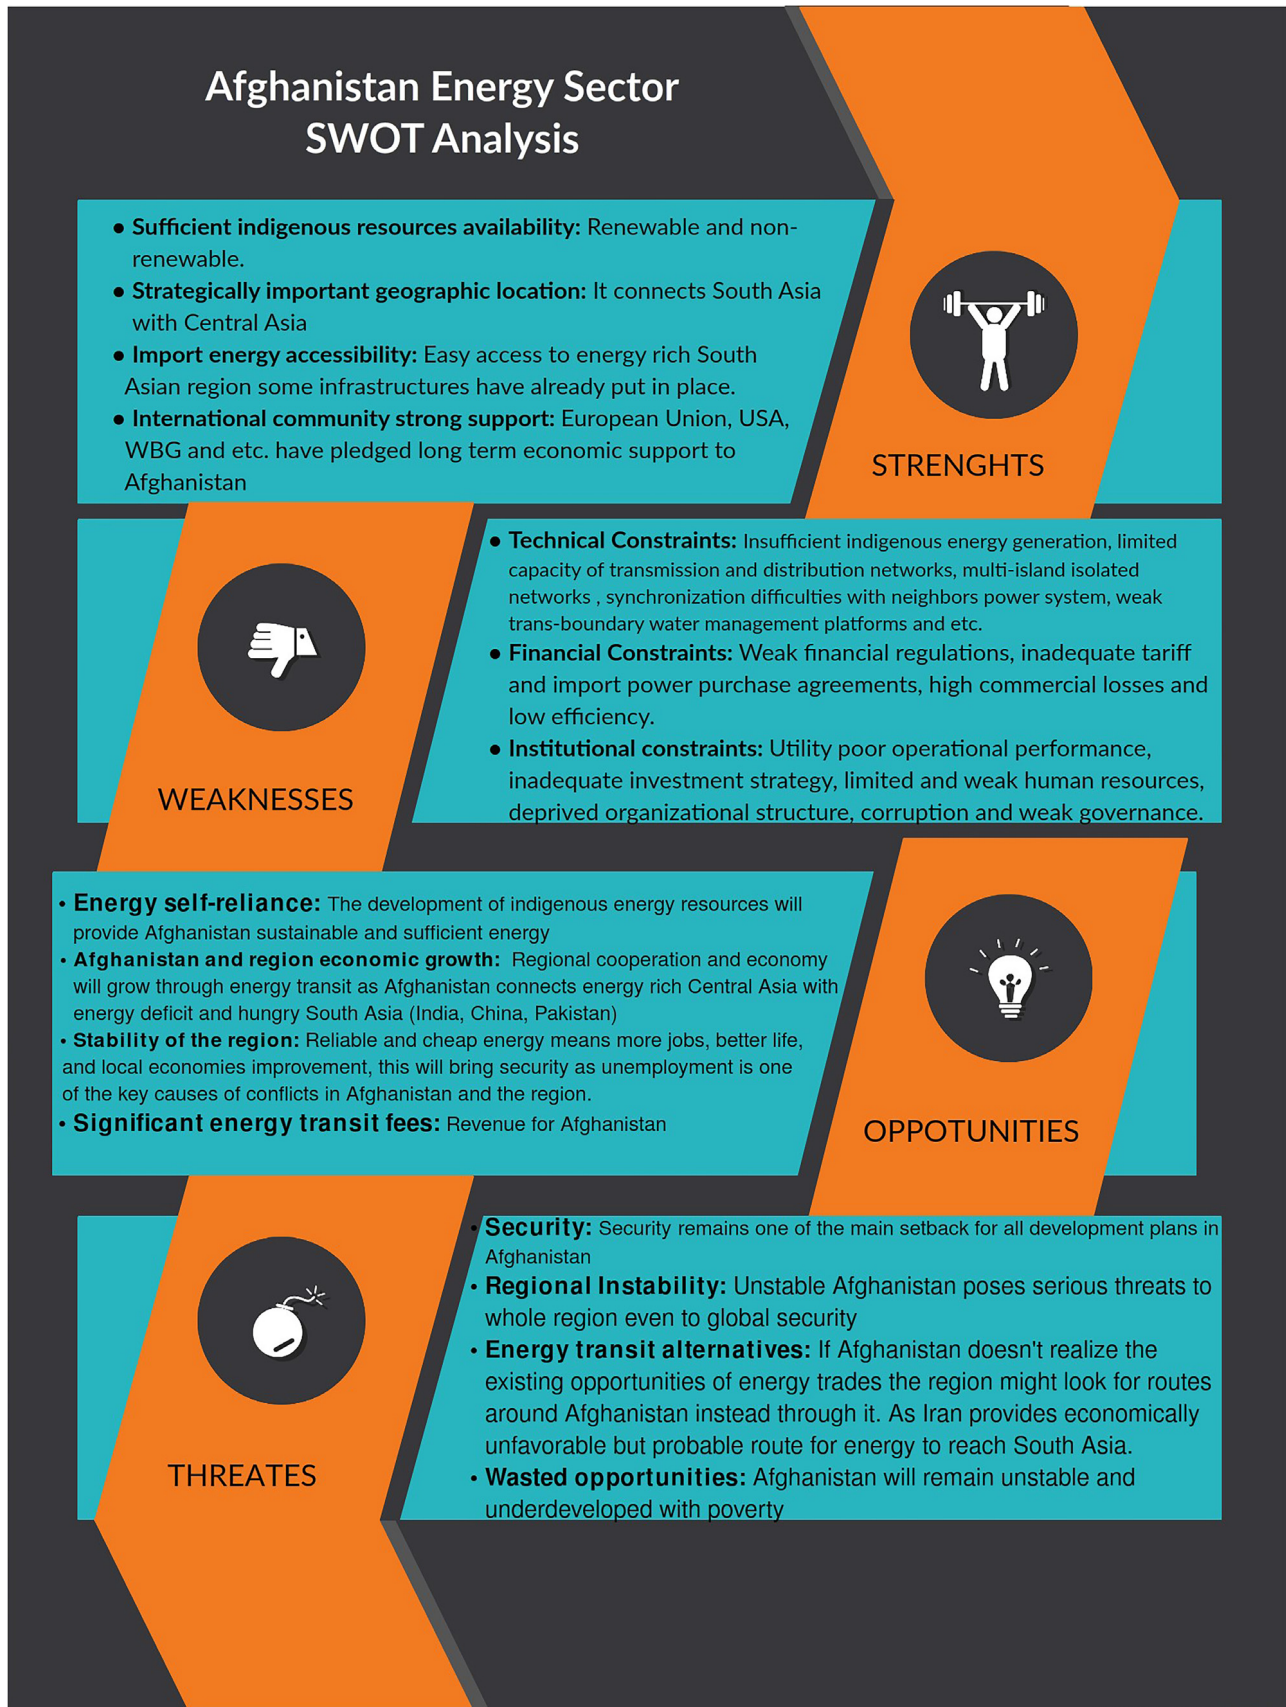 Afghanistan Energy Sector
SWOT Analysis
● Sufficient indigenous resources availability: Renewable and non-
renewable.
● Strategically important geographic location: It connects South Asia
with Central Asia
● Import energy accessibility: Easy access to energy rich South
Asian region some infrastructures have already put in place.
● International community strong support: European Union, USA,
WBG and etc. have pledged long term economic support to
Afghanistan
STRENGHTS
● Technical Constraints: Insufficient indigenous energy generation, limited
capacity of transmission and distribution networks, multi-island isolated
networks , synchronization difficulties with neighbors power system, weak
trans-boundary water management platforms and etc.
● Financial Constraints: Weak financial regulations, inadequate tariff
and import power purchase agreements, high commercial losses and
low efficiency.
● Institutional constraints: Utility poor operational performance,
inadequate investment strategy, limited and weak human resources,
deprived organizational structure, corruption and weak governance.
WEAKNESSES
• Energy self-reliance: The development of indigenous energy resources will
provide Afghanistan sustainable and sufficient energy
• Afghanistan and region economic growth: Regional cooperation and economy
will grow through energy transit as Afghanistan connects energy rich Central Asia with
energy deficit and hungry South Asia (India, China, Pakistan)
• Stability of the region: Reliable and cheap energy means more jobs, better life,
and local economies improvement, this will bring security as unemployment is one
of the key causes of conflicts in Afghanistan and the region.
• Significant energy transit fees: Revenue for Afghanistan
OPPOTUNITIES
• Security: Security remains one of the main setback for all development plans in
Afghanistan
• Regional Instability: Unstable Afghanistan poses serious threats to
whole region even to global security
• Energy transit alternatives: If Afghanistan doesn't realize the
existing opportunities of energy trades the region might look for routes
around Afghanistan instead through it. As Iran provides economically
unfavorable but probable route for energy to reach South Asia.
• Wasted opportunities: Afghanistan will remain unstable and
underdeveloped with poverty
THREATES